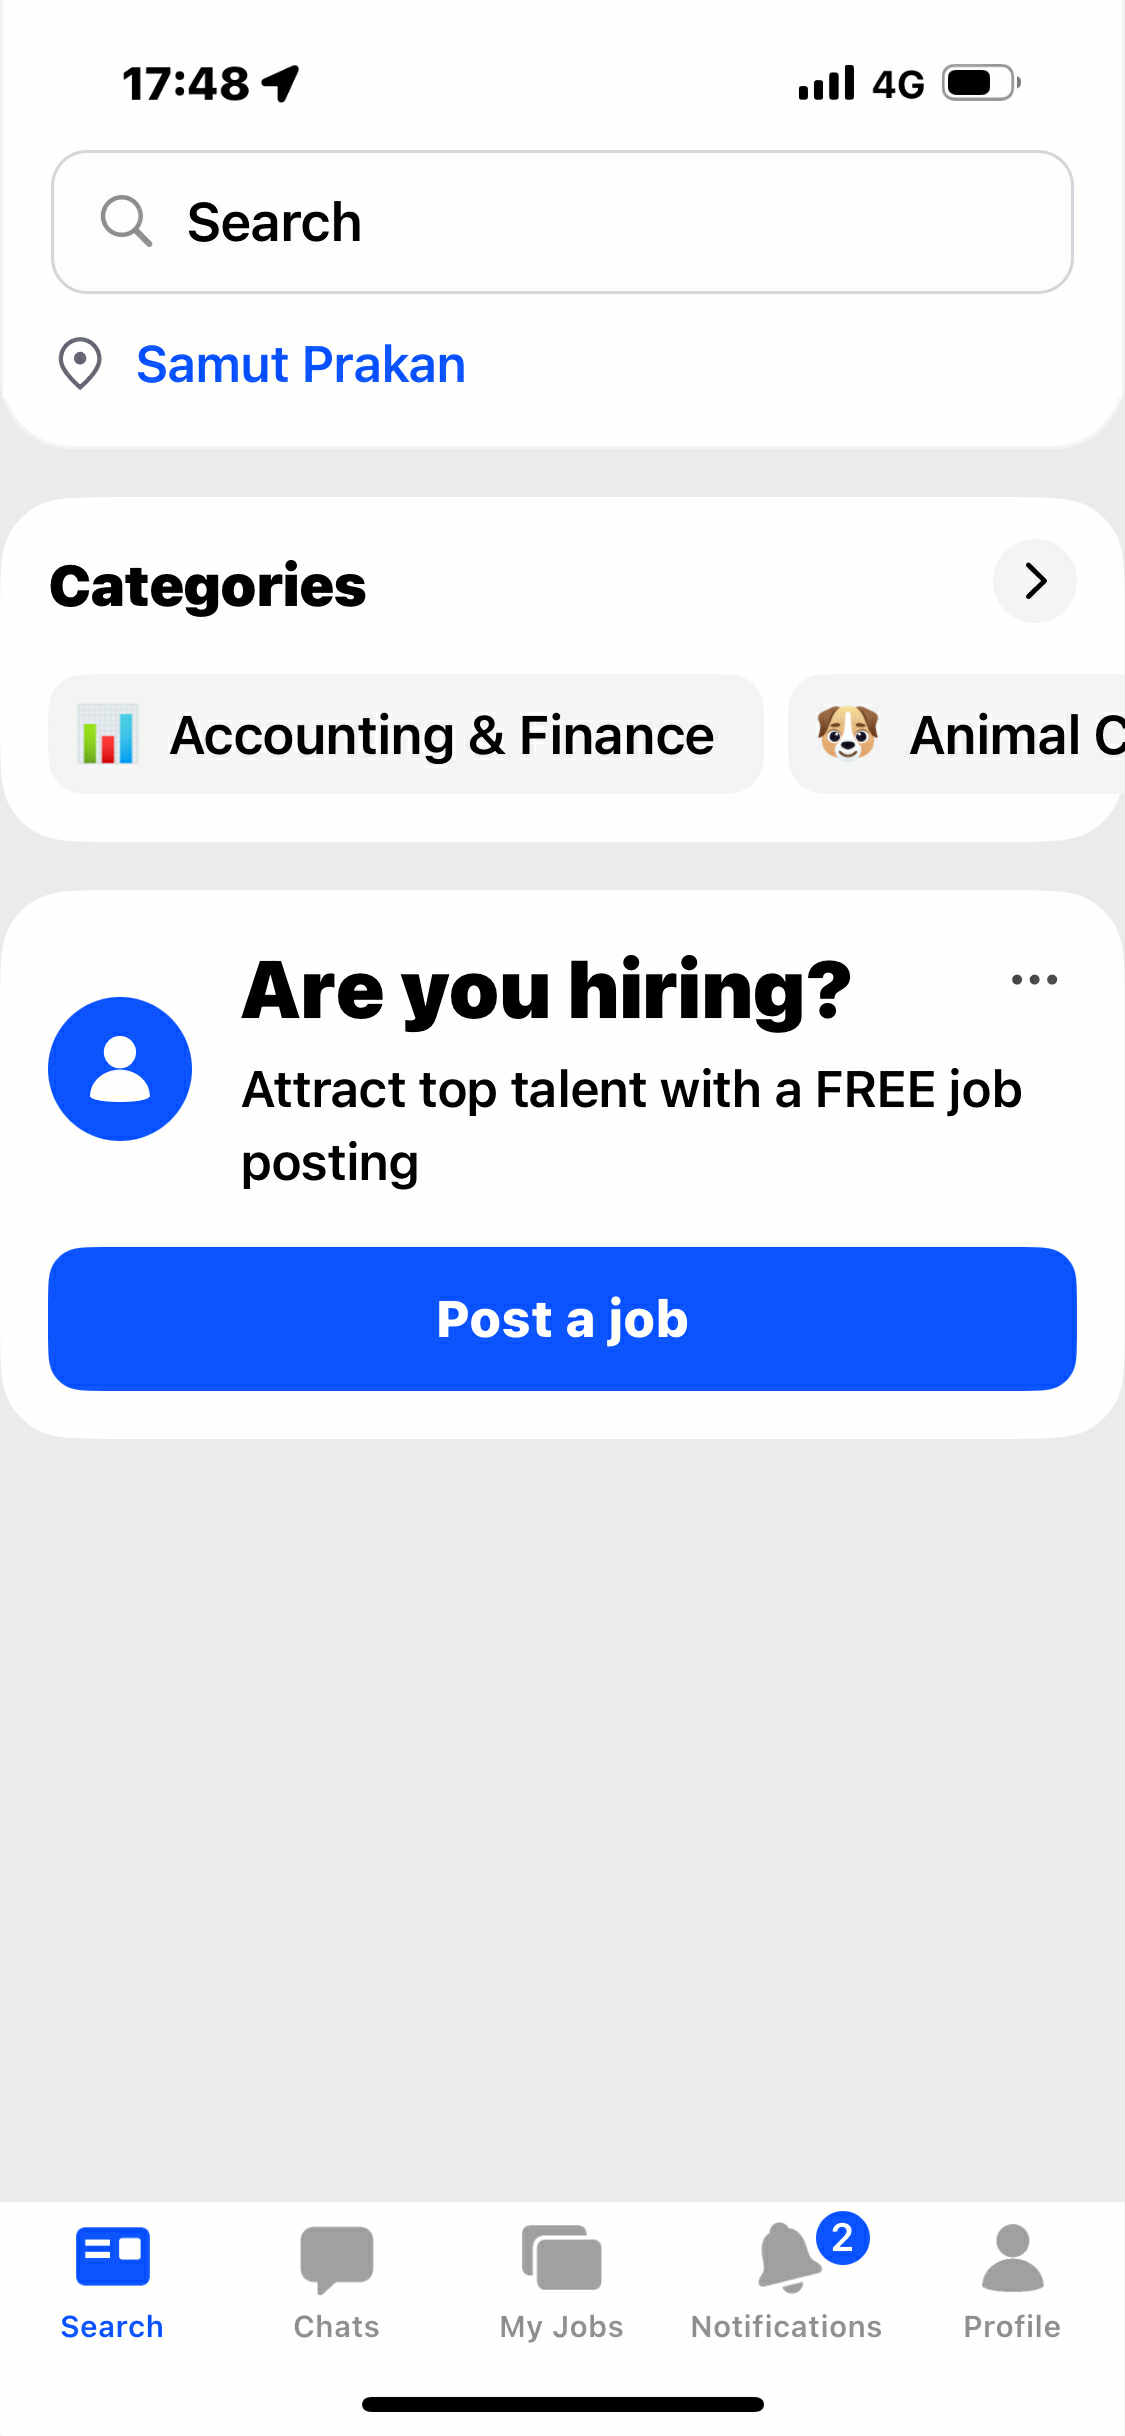 17:48 4G
Search
Samut Prakan
Categories
Accounting & Finance Animal C
Are you hiring?
Attract top talent with a FREE job
posting
Post a job
2
Search Chats My Jobs Notifications Profile